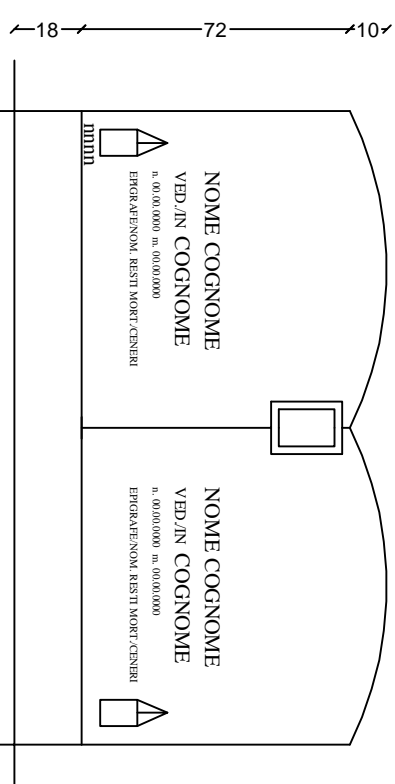 18
72
10
NOME COGNOME
VED./IN COGNOME
n. 00.00.0000 m. 00.00.0000
EPIGRAFE/NOM. RESTI MORT./CENERI
nnnn
NOME COGNOME
VED./IN COGNOME
n. 00.00.0000 m. 00.00.0000
EPIGRAFE/NOM. RESTI MORT./CENERI